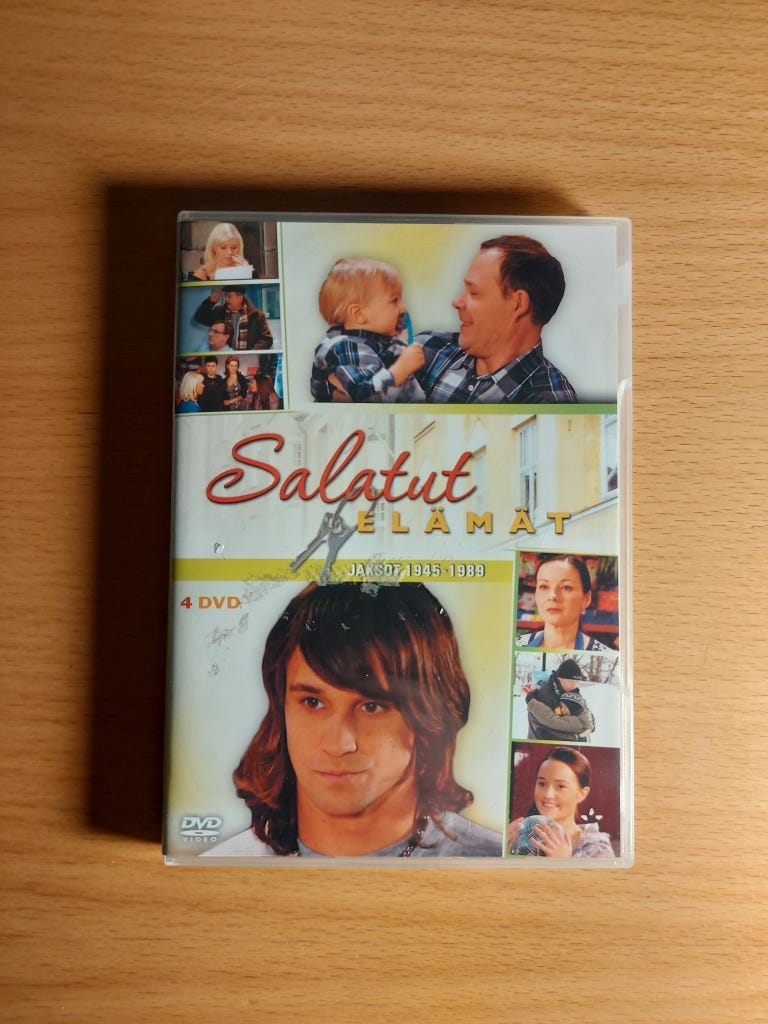 Salatut
ELÄMÄT
JAKSOT 1945-1989
4 DVD
DVD
VIDEO